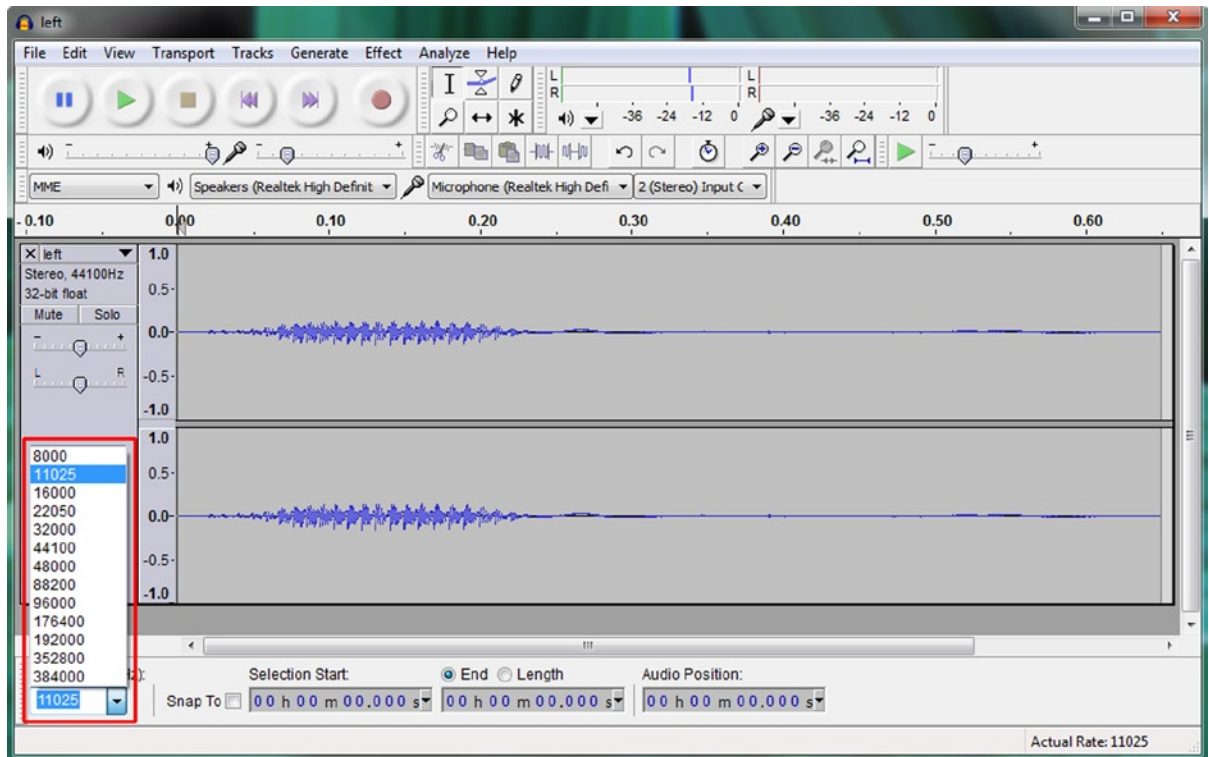 left
File Edit View Transport Tracks Generate Effect Analyze Help
L
R
-36 -24 -12 0
L
R
-36 -24 -12 0
MME
Speakers (Realtek High Definit
Microphone (Realtek High Defi
2 (Stereo) Input C
- 0.10 0.00 0.10 0.20 0.30 0.40 0.50 0.60
left
Stereo, 44100Hz
32-bit float
Mute Solo
- +
L R
1.0
0.5-
0.0-
-0.5-
-1.0
1.0
0.5-
0.0-
-0.5-
-1.0
8000
11025
16000
22050
32000
44100
48000
88200
96000
176400
192000
352800
384000
11025
Selection Start:
End Length
Audio Position:
Snap To
00 h 00 m 00.000 s
00 h 00 m 00.000 s
00 h 00 m 00.000 s
Actual Rate: 11025